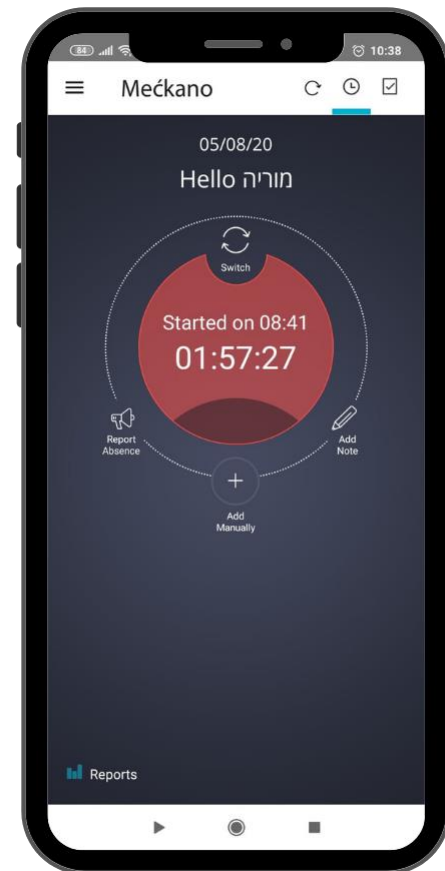 84 10:38
Mećkano
05/08/20
Hello מוריה
Switch
Started on 08:41
01:57:27
Report
Absence
Add
Note
Add
Manually
Reports